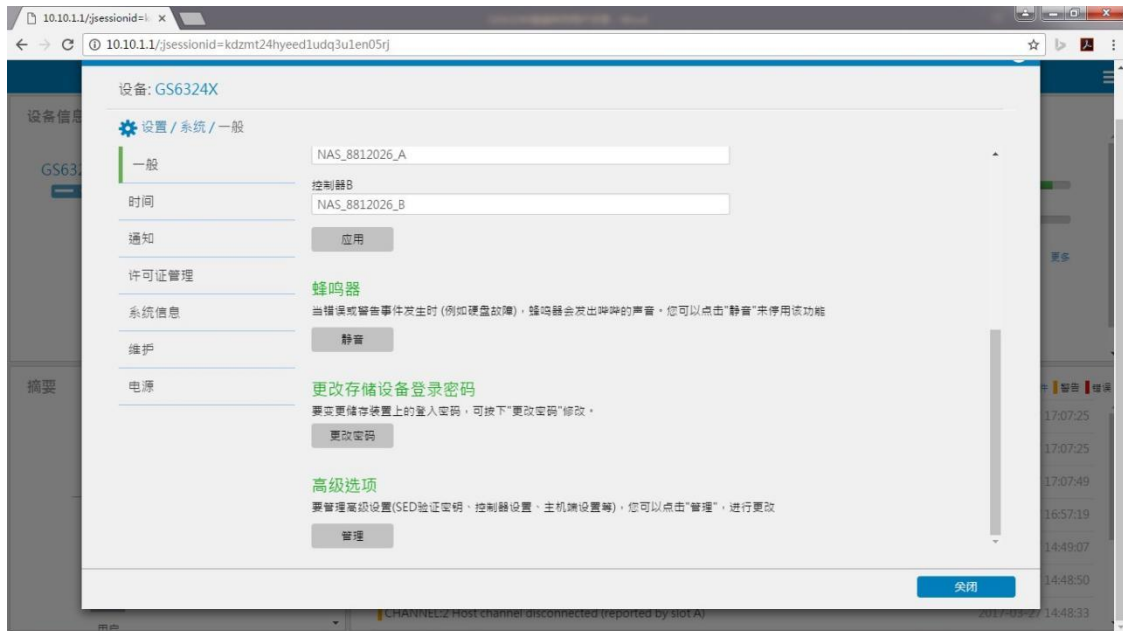 10.10.1.1/;jsessionid=
10.10.1.1/;jsessionid=kdzmt24hyeed1udq3u1en05rj
设备: GS6324X
设备信息
设置 / 系统 / 一般
GS632
一般
时间
通知
许可证管理
系统信息
维护
电源
NAS_8812026_A
控制器B
NAS_8812026_B
应用
更多
蜂鸣器
当错误或警告事件发生时 (例如硬盘故障)，蜂鸣器会发出哔哔的声音。您可以点击"静音"来停用该功能
静音
摘要
更改存储设备登录密码
要变更储存装置上的登入密码，可按下"更改密码"修改。
更改密码
高级选项
要管理高级设置(SED验证密钥、控制器设置、主机端设置等)，您可以点击"管理"，进行更改
管理
关闭
警告 错误
17:07:25
17:07:25
17:07:49
16:57:19
14:49:07
14:48:50
CHANNEL:2 Host channel disconnected (reported by slot A)
2017-03-27 14:48:33